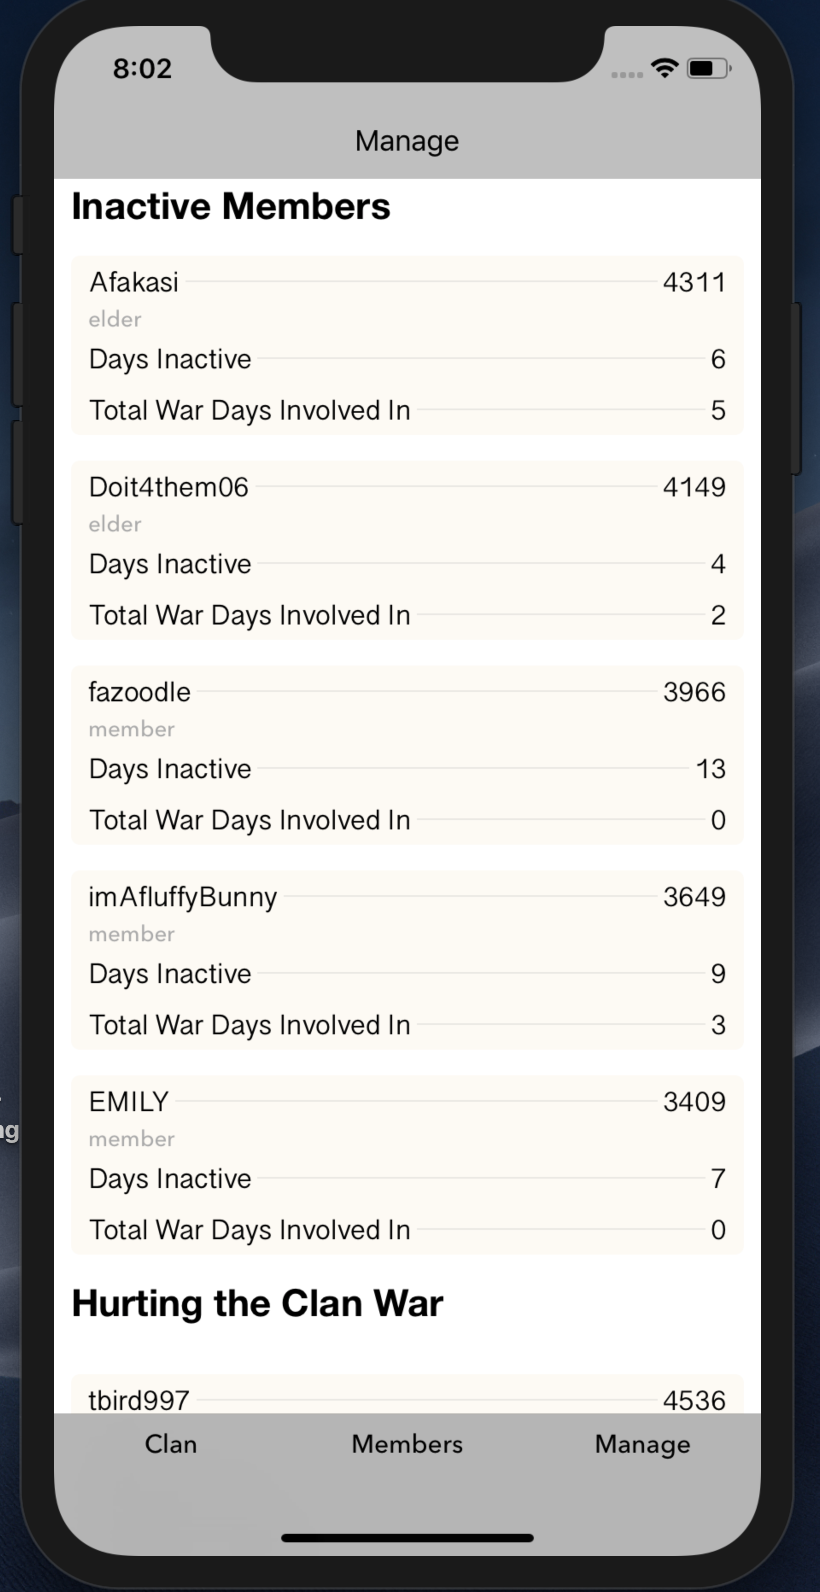 8:02
Manage
Inactive Members
Afakasi 4311
elder
Days Inactive 6
Total War Days Involved In 5
Doit4them06 4149
elder
Days Inactive 4
Total War Days Involved In 2
fazoodle 3966
member
Days Inactive 13
Total War Days Involved In 0
imAfluffyBunny 3649
member
Days Inactive 9
Total War Days Involved In 3
EMILY 3409
member
Days Inactive 7
Total War Days Involved In 0
Hurting the Clan War
tbird997 4536
Clan Members Manage